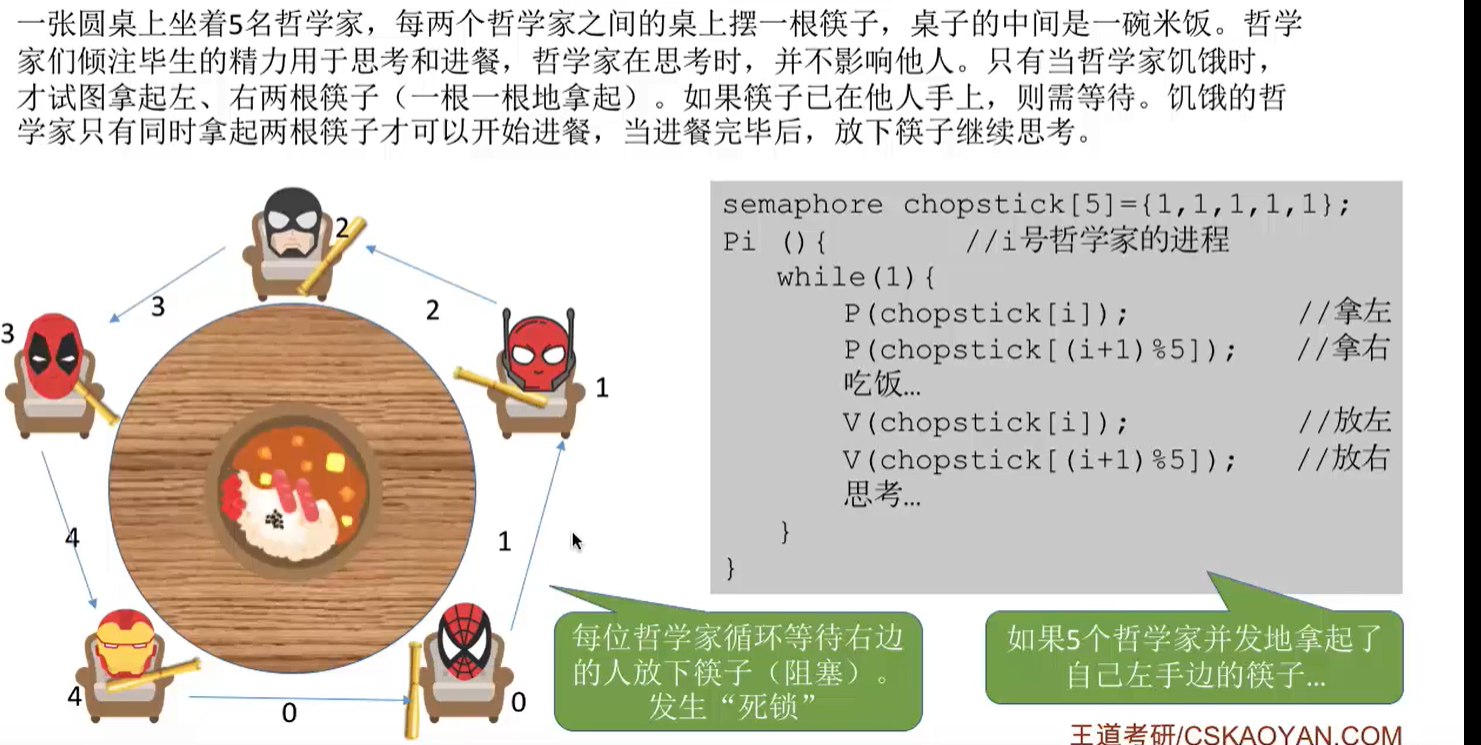 一张圆桌上坐着5名哲学家，每两个哲学家之间的桌上摆一根筷子，桌子的中间是一碗米饭。哲学
家们倾注毕生的精力用于思考和进餐，哲学家在思考时，并不影响他人。只有当哲学家饥饿时，
才试图拿起左、右两根筷子（一根一根地拿起）。如果筷子已在他人手上，则需等待。饥饿的哲
学家只有同时拿起两根筷子才可以开始进餐，当进餐完毕后，放下筷子继续思考。
2
3
2
3
1
4
1
4
0
0
semaphore chopstick[5]={1,1,1,1,1};
Pi (){ //i号哲学家的进程
while(1){
P(chopstick[i]); //拿左
P(chopstick[(i+1)%5]); //拿右
吃饭…
V(chopstick[i]); //放左
V(chopstick[(i+1)%5]); //放右
思考…
}
}
每位哲学家循环等待右边
的人放下筷子（阻塞）。
发生“死锁”
如果5个哲学家并发地拿起了
自己左手边的筷子…
王道考研/CSKAOYAN.COM